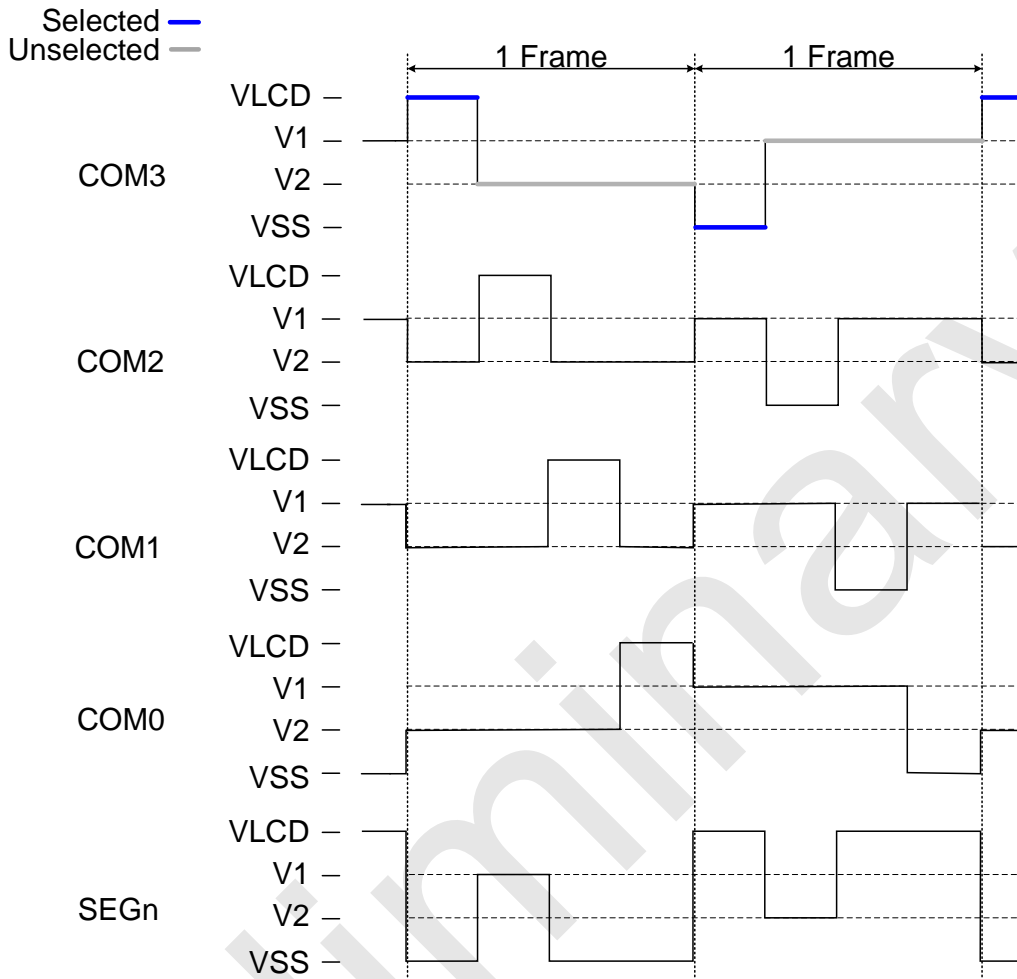 Selected
Unselected
1 Frame 1 Frame
VLCD
V1
COM3
V2
VSS
VLCD
V1
COM2
V2
VSS
VLCD
V1
COM1
V2
VSS
VLCD
V1
COM0
V2
VSS
VLCD
V1
SEGn
V2
VSS
liminary